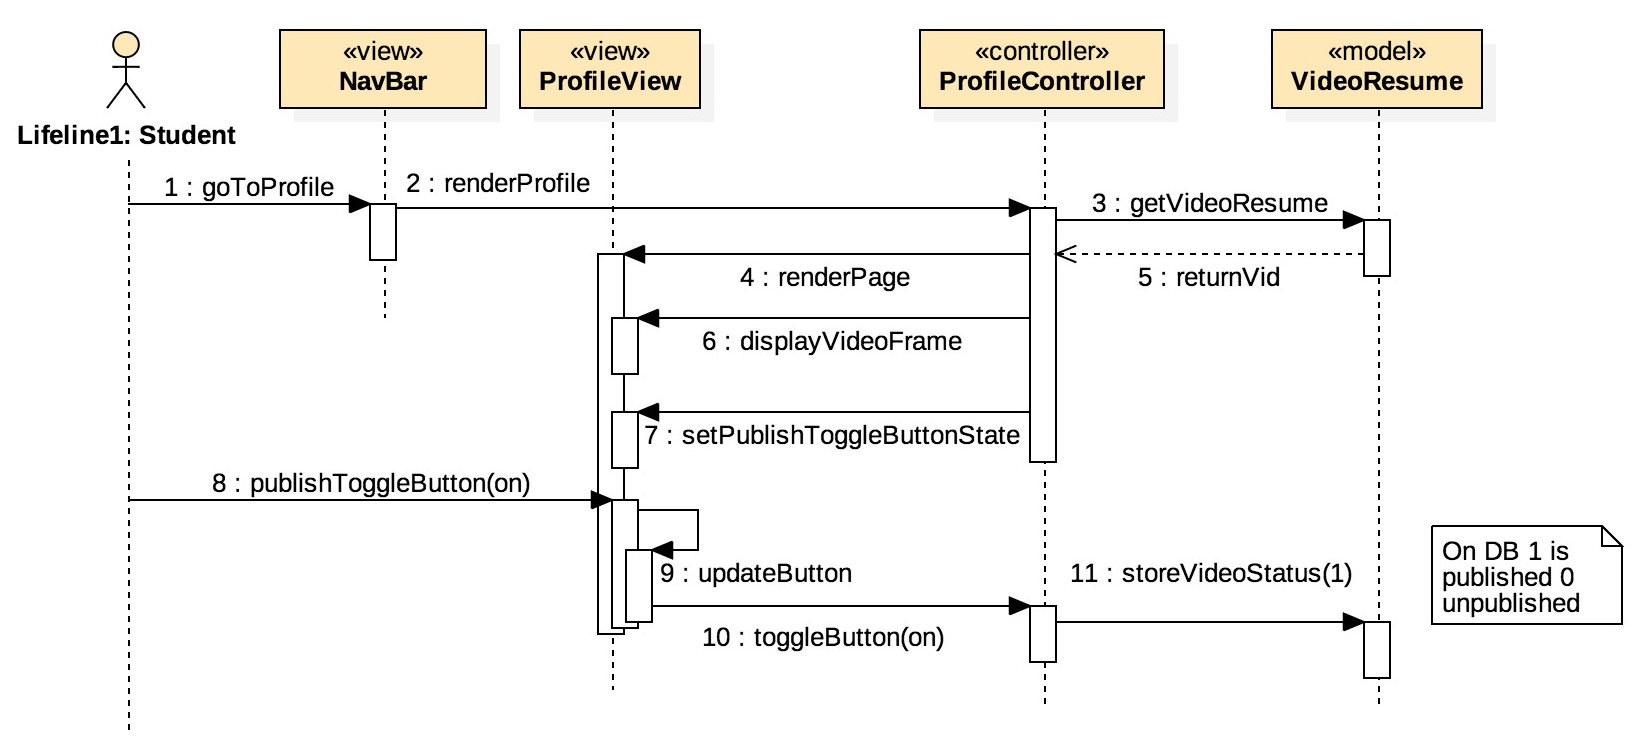 «view»
NavBar
«view»
ProfileView
«controller»
ProfileController
«model»
VideoResume
Lifeline1: Student
1 : goToProfile
2 : renderProfile
3 : getVideoResume
4 : renderPage
5 : returnVid
6 : displayVideoFrame
7 : setPublishToggleButtonState
8 : publishToggleButton(on)
9 : updateButton
10 : toggleButton(on)
11 : storeVideoStatus(1)
On DB 1 is
published 0
unpublished